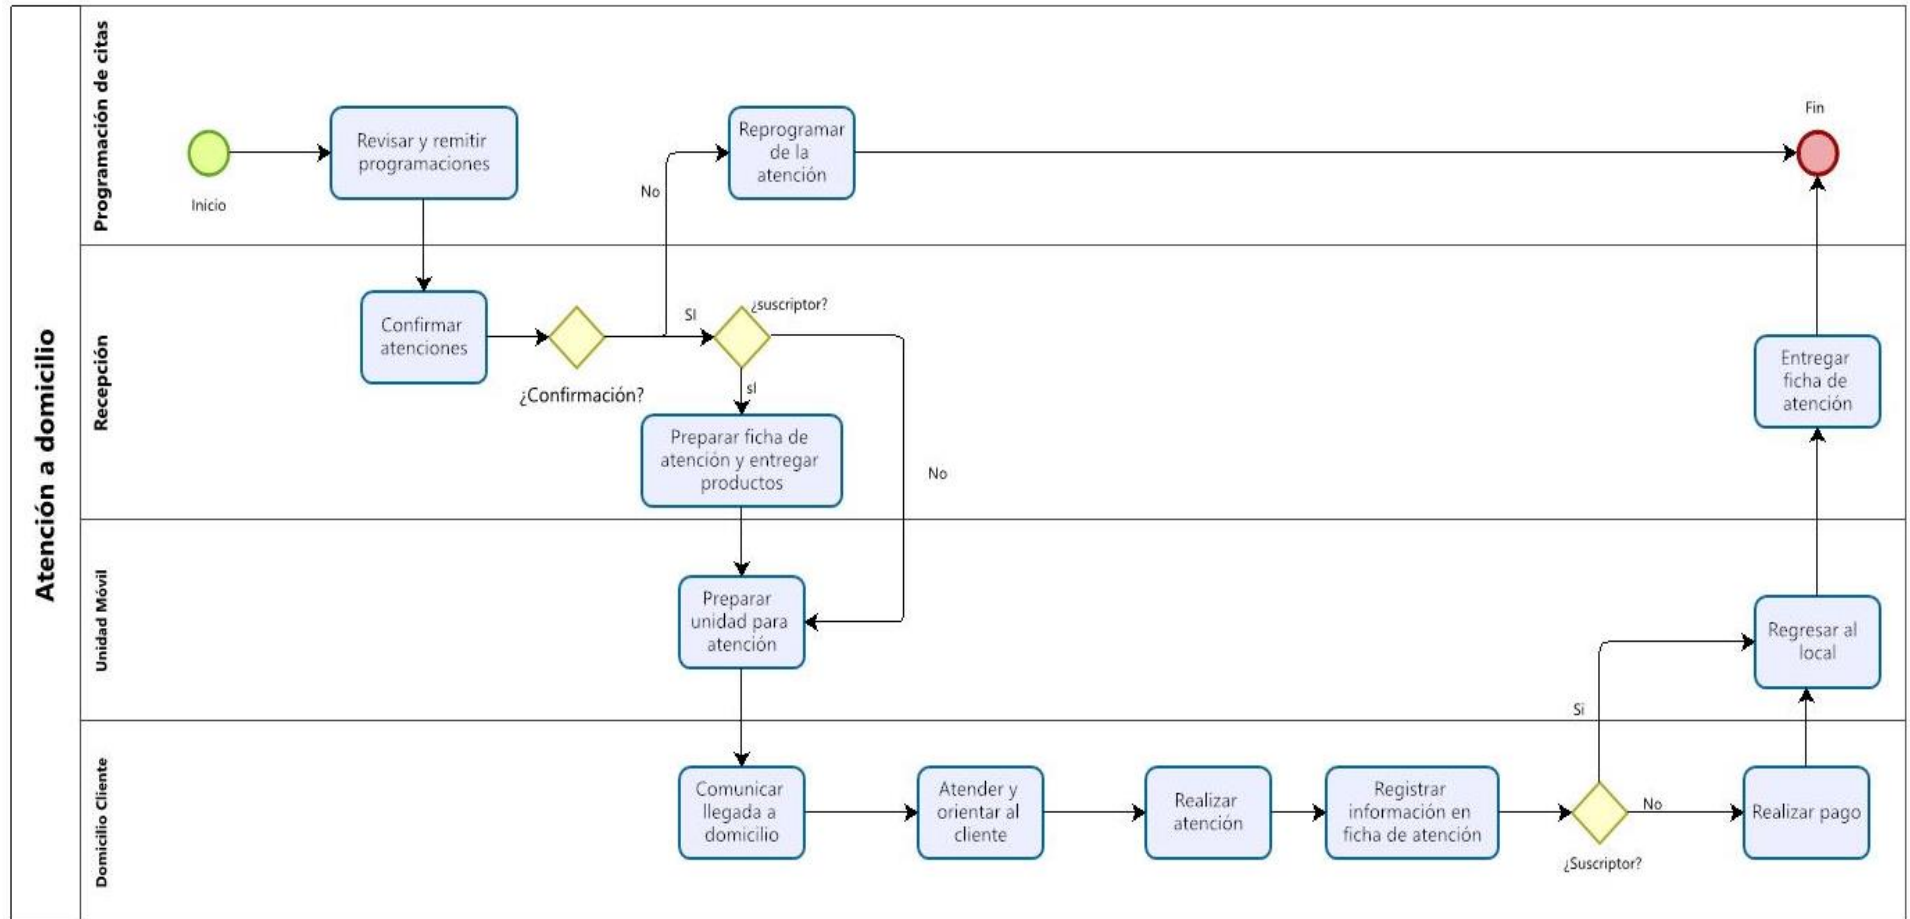 Atención a domicilio
Programación de citas
Inicio
Revisar y remitir
programaciones
No
Reprogramar
de la
atención
Fin
Recepción
Confirmar
atenciones
¿Confirmación?
SI
¿suscriptor?
sI
No
Preparar ficha de
atención y entregar
productos
Entregar
ficha de
atención
Unidad Móvil
Preparar
unidad para
atención
Regresar al
local
Si
Domicilio Cliente
Comunicar
llegada a
domicilio
Atender y
orientar al
cliente
Realizar
atención
Registrar
información en
ficha de atención
¿Suscriptor?
No
Realizar pago